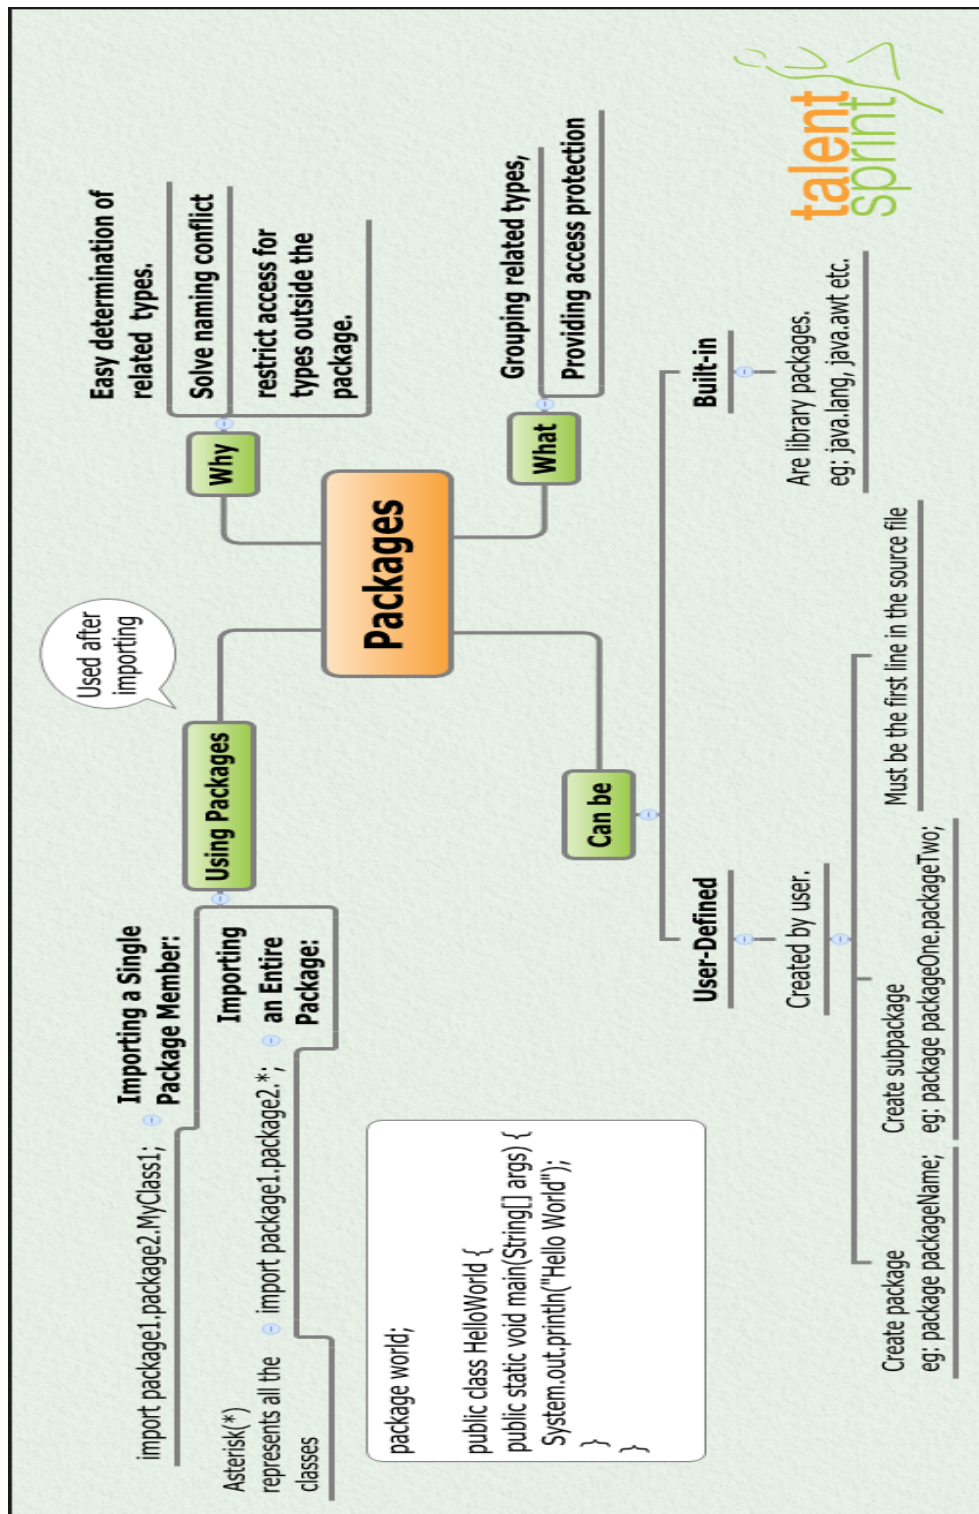 Packages
Why
Easy determination of
related types.
Solve naming conflict
restrict access for
types outside the
package.
What
Grouping related types,
Providing access protection
Using Packages
Used after
importing
Importing a Single
Package Member:
import package1.package2.MyClass1;
Importing
an Entire
Package:
import package1.package2.*;
Asterisk(*)
represents all the
classes
Can be
User-Defined
Created by user.
Create package
eg: package packageName;
Create subpackage
eg: package packageOne.packageTwo;
Must be the first line in the source file
Built-in
Are library packages.
eg: java.lang, java.awt etc.
package world;
public class HelloWorld {
public static void main(String[] args) {
System.out.println("Hello World");
}
}
talent
sprint